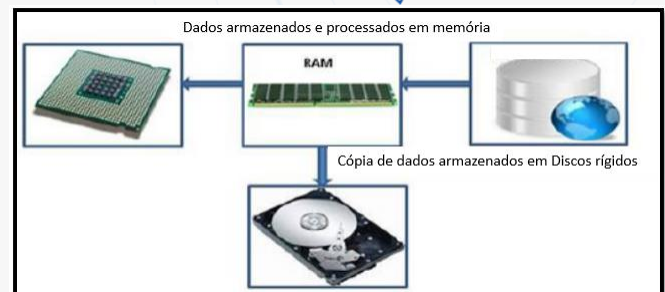 Dados armazenados e processados em memória
RAM
Cópia de dados armazenados em Discos rígidos